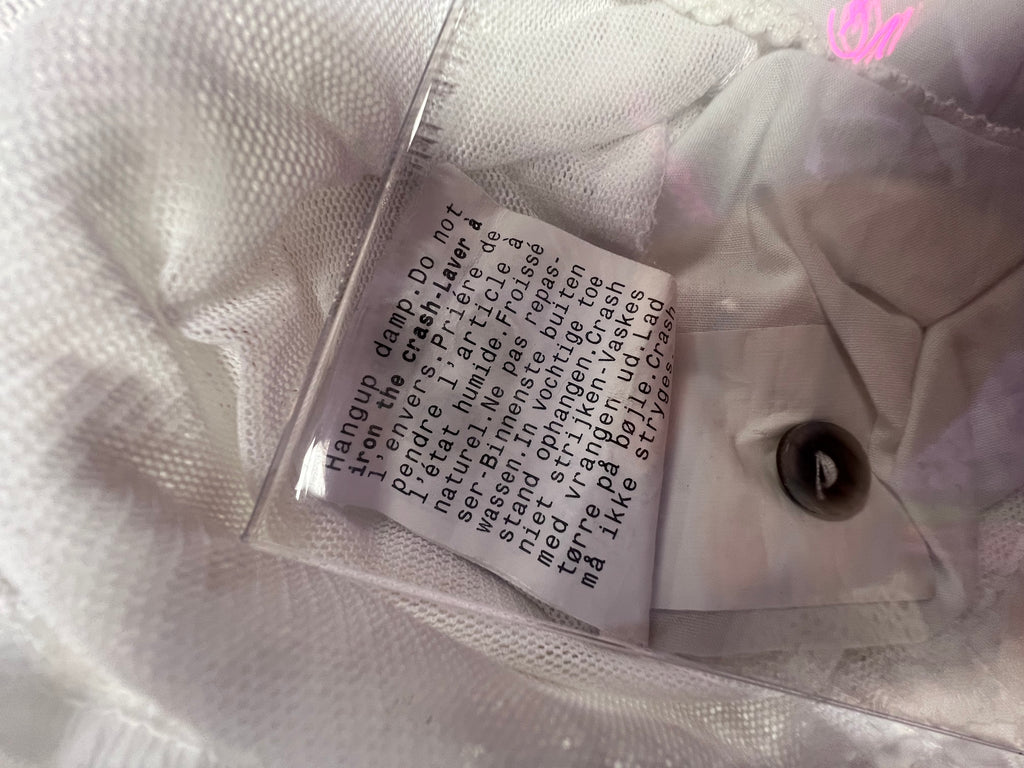 Hangup damp.Do not
iron the crash-Laver à
l'envers.Prière de
pendre l'article à
l'état humide.Froissé
naturel.Ne pas repas-
ser-Binnenste buiten
wassen.In vochtige toe
stand ophangen.Crash
niet strijken-Vaskes
med vrangen ud lad
tørre på bøjle.Crash
må ikke stryges.